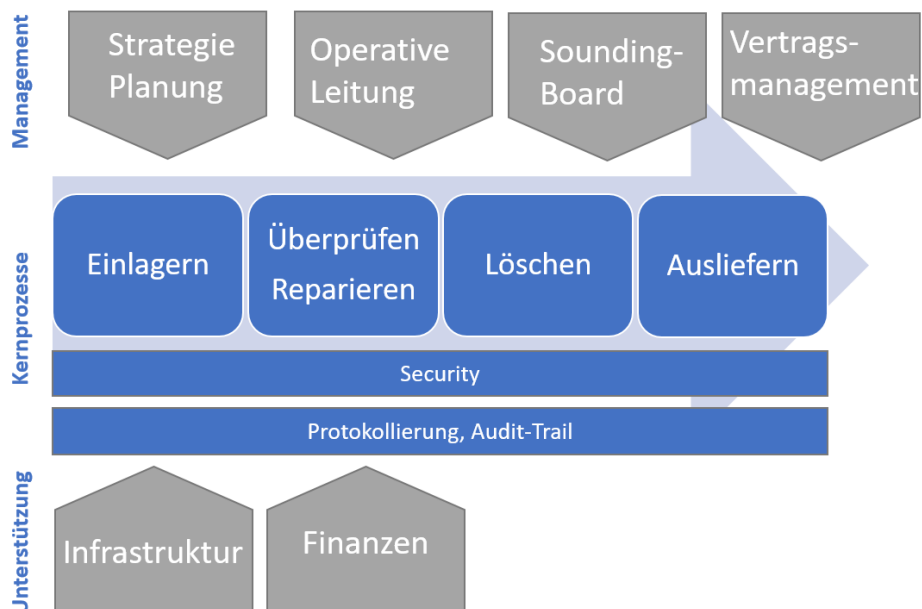 Management
Strategie
Planung
Operative
Leitung
Sounding-
Board
Vertrags-
management
Kernprozesse
Einlagern
Überprüfen
Reparieren
Löschen
Ausliefern
Security
Protokollierung, Audit-Trail
Unterstützung
Infrastruktur
Finanzen